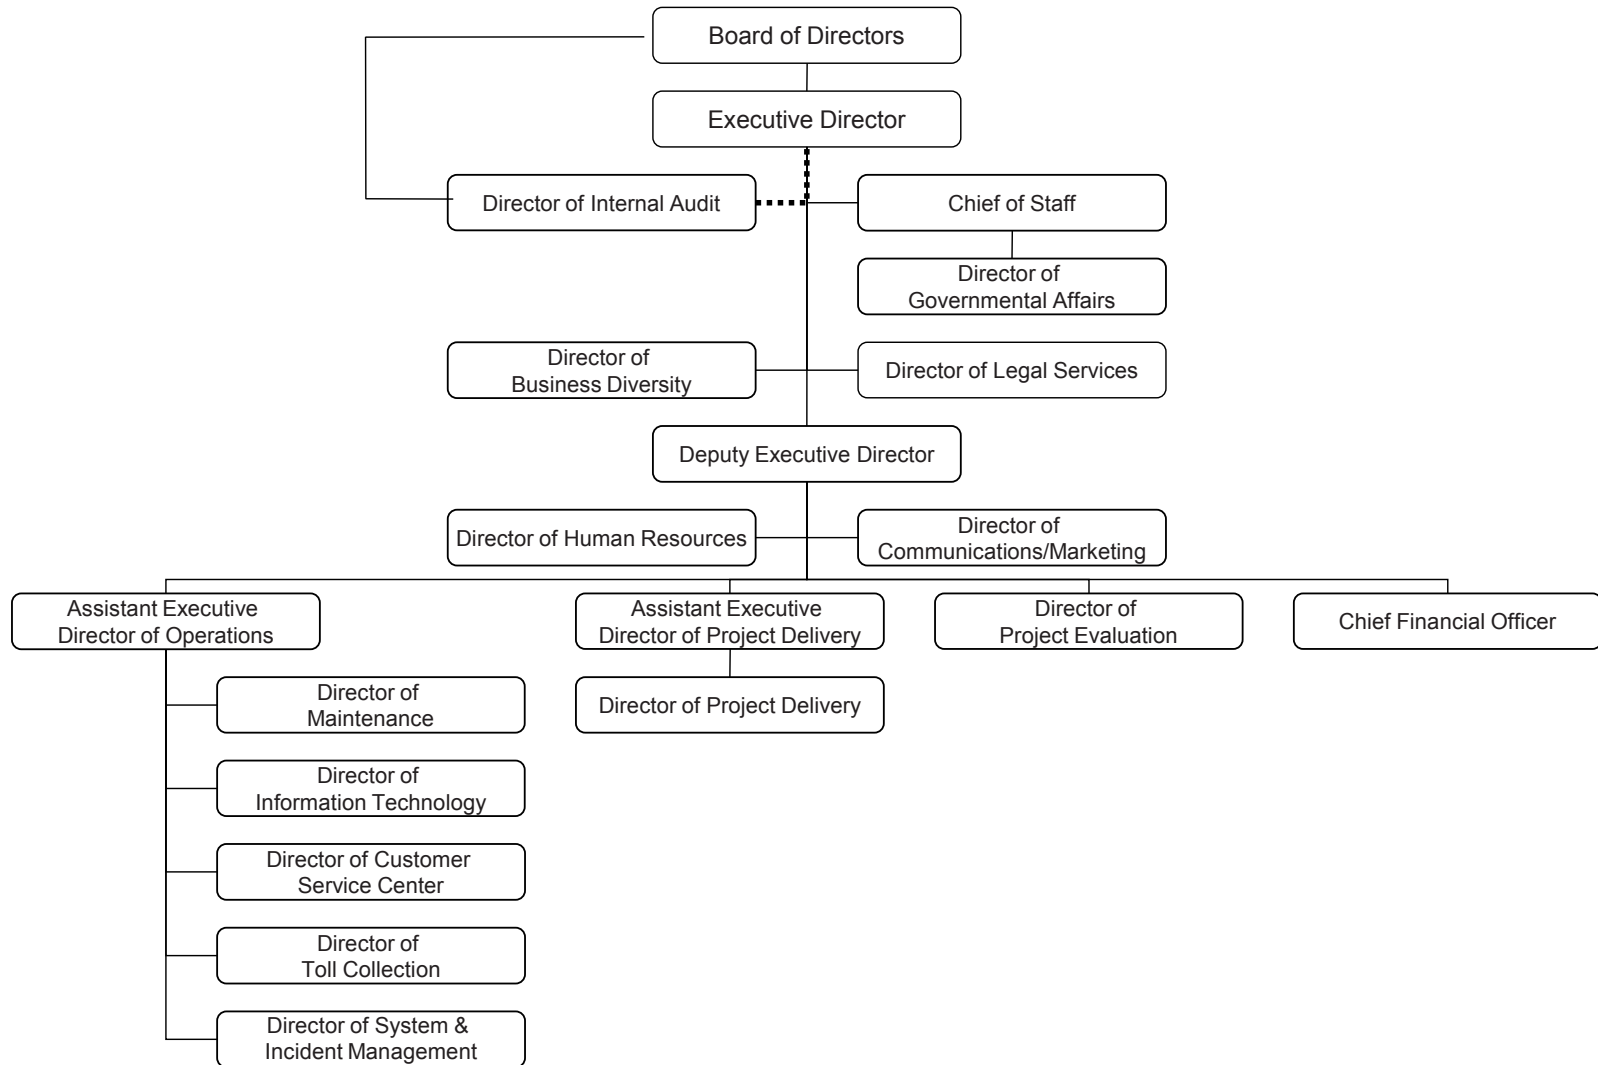 Board of Directors
Executive Director
Director of Internal Audit
Chief of Staff
Director of
Governmental Affairs
Director of
Business Diversity
Director of Legal Services
Deputy Executive Director
Director of Human Resources
Director of
Communications/Marketing
Assistant Executive
Director of Operations
Assistant Executive
Director of Project Delivery
Director of
Project Evaluation
Chief Financial Officer
Director of
Maintenance
Director of Project Delivery
Director of
Information Technology
Director of Customer
Service Center
Director of
Toll Collection
Director of System &
Incident Management